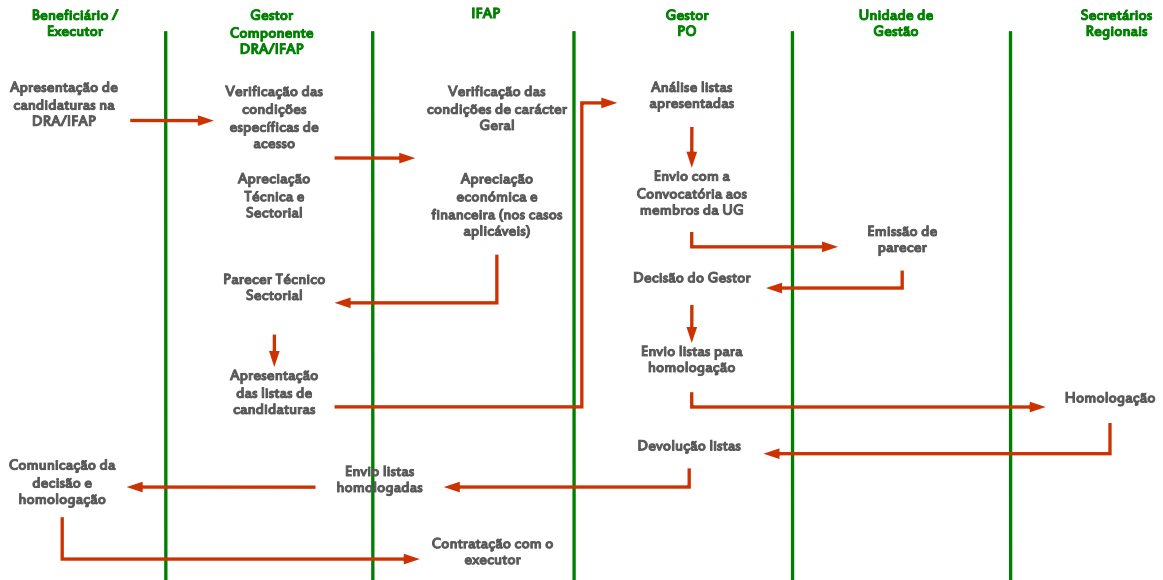 Beneficiário /
Executor
Gestor
Componente
DRA/IFAP
IFAP
Gestor
PO
Unidade de
Gestão
Secretários
Regionais
Apresentação de
candidaturas na
DRA/IFAP
Verificação das
condições
específicas de
acesso
Verificação das
condições de carácter
Geral
Análise listas
apresentadas
Apreciação
Técnica e
Sectorial
Apreciação
económica e
financeira (nos casos
aplicáveis)
Envio com a
Convocatória aos
membros da UG
Emissão de
parecer
Parecer Técnico
Sectorial
Decisão do Gestor
Apresentação
das listas de
candidaturas
Envio listas para
homologação
Homologação
Devolução listas
Comunicação da
decisão e
homologação
Envio listas
homologadas
Contratação com o
executor